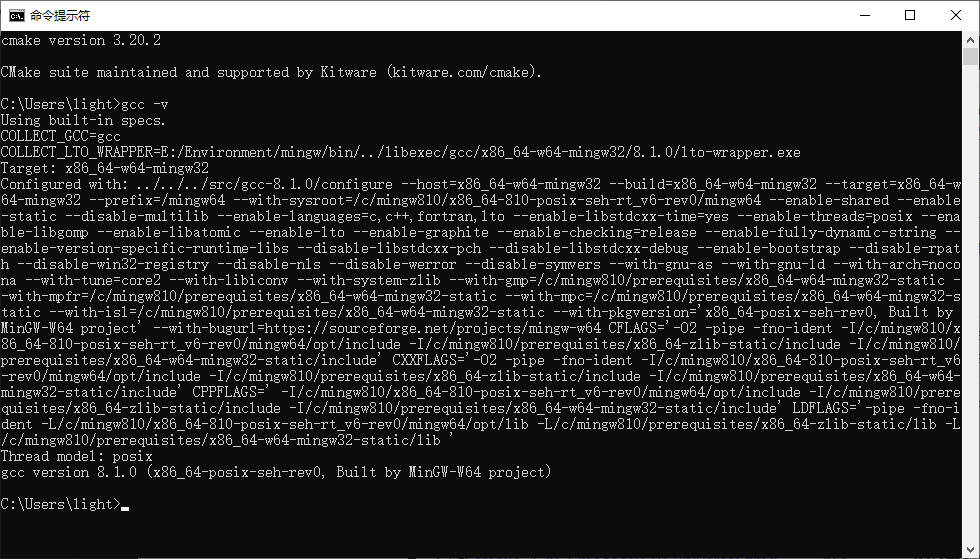 命令提示符
cmake version 3.20.2
CMake suite maintained and supported by Kitware (kitware.com/cmake).
C:\Users\light>gcc -v
Using built-in specs.
COLLECT_GCC=gcc
COLLECT_LTO_WRAPPER=E:/Environment/mingw/bin/../libexec/gcc/x86_64-w64-mingw32/8.1.0/lto-wrapper.exe
Target: x86_64-w64-mingw32
Configured with: ../../../src/gcc-8.1.0/configure --host=x86_64-w64-mingw32 --build=x86_64-w64-mingw32 --target=x86_64-w
64-mingw32 --prefix=/mingw64 --with-sysroot=/c/mingw810/x86_64-810-posix-seh-rt_v6-rev0/mingw64 --enable-shared --enable
-static --disable-multilib --enable-languages=c,c++,fortran,lto --enable-libstdcxx-time=yes --enable-threads=posix --ena
ble-libgomp --enable-libatomic --enable-lto --enable-graphite --enable-checking=release --enable-fully-dynamic-string --
enable-version-specific-runtime-libs --disable-libstdcxx-pch --disable-libstdcxx-debug --enable-bootstrap --disable-rpat
h --disable-win32-registry --disable-nls --disable-werror --disable-symvers --with-gnu-as --with-gnu-ld --with-arch=noco
na --with-tune=core2 --with-libiconv --with-system-zlib --with-gmp=/c/mingw810/prerequisites/x86_64-w64-mingw32-static -
-with-mpfr=/c/mingw810/prerequisites/x86_64-w64-mingw32-static --with-mpc=/c/mingw810/prerequisites/x86_64-w64-mingw32-s
tatic --with-isl=/c/mingw810/prerequisites/x86_64-w64-mingw32-static --with-pkgversion='x86_64-posix-seh-rev0, Built by
MinGW-W64 project' --with-bugurl=https://sourceforge.net/projects/mingw-w64 CFLAGS='-O2 -pipe -fno-ident -I/c/mingw810/x
86_64-810-posix-seh-rt_v6-rev0/mingw64/opt/include -I/c/mingw810/prerequisites/x86_64-zlib-static/include -I/c/mingw810/
prerequisites/x86_64-w64-mingw32-static/include' CXXFLAGS='-O2 -pipe -fno-ident -I/c/mingw810/x86_64-810-posix-seh-rt_v6
-rev0/mingw64/opt/include -I/c/mingw810/prerequisites/x86_64-zlib-static/include -I/c/mingw810/prerequisites/x86_64-w64-
mingw32-static/include' CPPFLAGS=' -I/c/mingw810/x86_64-810-posix-seh-rt_v6-rev0/mingw64/opt/include -I/c/mingw810/prere
quisites/x86_64-zlib-static/include -I/c/mingw810/prerequisites/x86_64-w64-mingw32-static/include' LDFLAGS='-pipe -fno-i
dent -L/c/mingw810/x86_64-810-posix-seh-rt_v6-rev0/mingw64/opt/lib -L/c/mingw810/prerequisites/x86_64-zlib-static/lib -L
/c/mingw810/prerequisites/x86_64-w64-mingw32-static/lib '
Thread model: posix
gcc version 8.1.0 (x86_64-posix-seh-rev0, Built by MinGW-W64 project)
C:\Users\light>